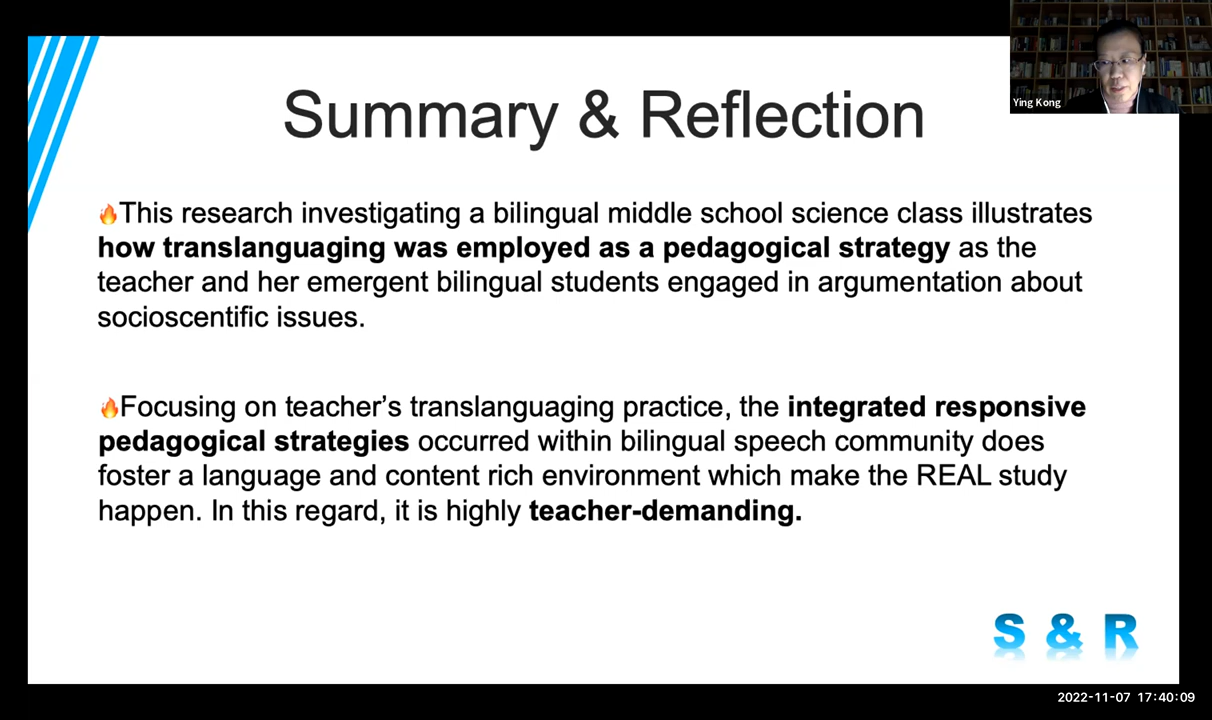 Ying Kong
Summary & Reflection
🔥This research investigating a bilingual middle school science class illustrates
how translanguaging was employed as a pedagogical strategy as the
teacher and her emergent bilingual students engaged in argumentation about
socioscentific issues.
🔥Focusing on teacher’s translanguaging practice, the integrated responsive
pedagogical strategies occurred within bilingual speech community does
foster a language and content rich environment which make the REAL study
happen. In this regard, it is highly teacher-demanding.
S & R
2022-11-07 17:40:09